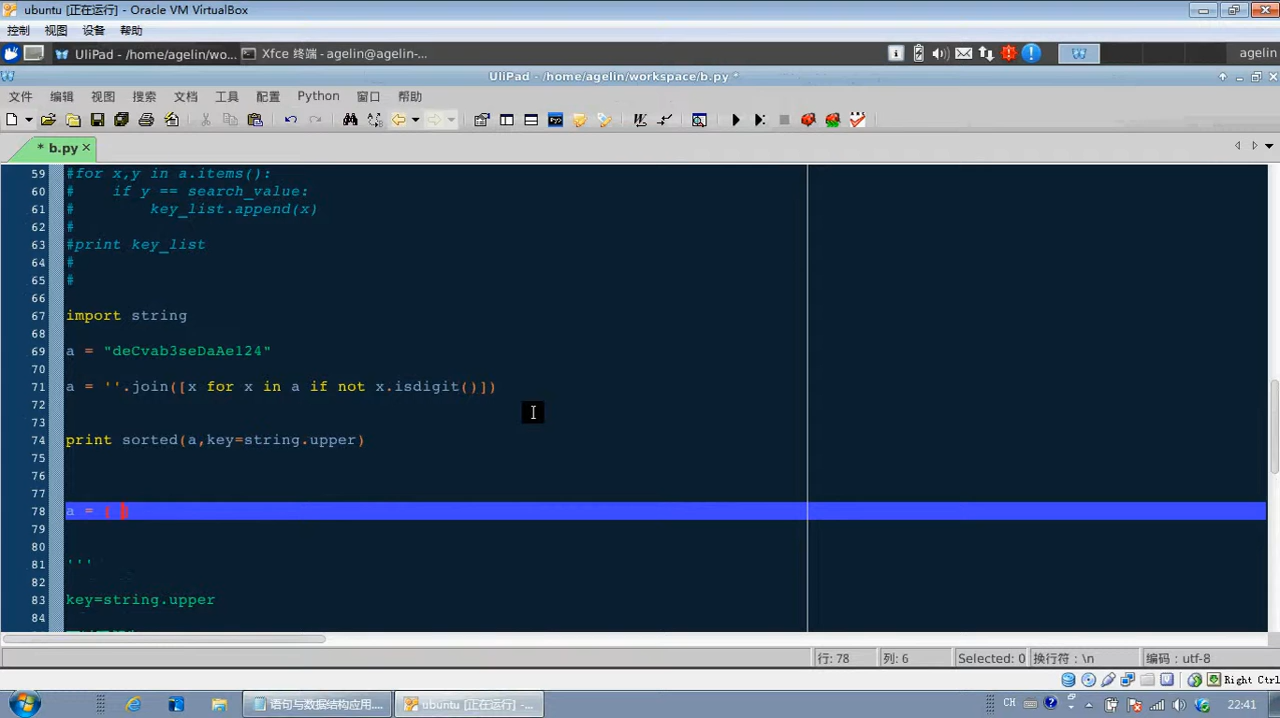 ubuntu [正在运行] - Oracle VM VirtualBox
控制 视图 设备 帮助
UliPad - /home/agelin/wo... Xfce 终端 - agelin@agelin-... agelin
UliPad - /home/agelin/workspace/b.py *
文件 编辑 视图 搜索 文档 工具 配置 Python 窗口 帮助
* b.py
59 #for x,y in a.items():
60 # if y == search_value:
61 # key_list.append(x)
62 #
63 #print key_list
64 #
65 #
66
67 import string
68
69 a = "deCvab3seDaAe124"
70
71 a = ''.join([x for x in a if not x.isdigit()])
72
73
74 print sorted(a,key=string.upper)
75
76
77
78 a =
79
80
81 '''
82
83 key=string.upper
84
行: 78 列: 6 Selected: 0 换行符: \n 编码: utf-8
Right Ctrl
语句与数据结构应用.... ubuntu [正在运行] -... CH 22:41